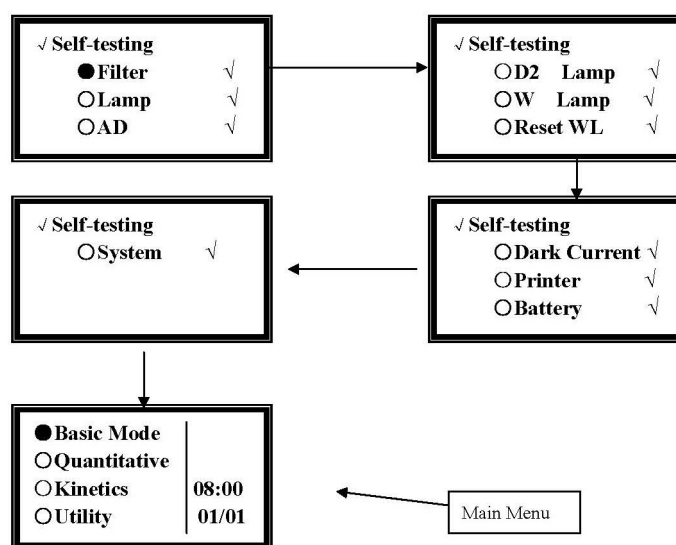 √ Self-testing
●Filter √
○Lamp √
○AD √
√ Self-testing
○D2 Lamp √
○W Lamp √
○Reset WL √
√ Self-testing
○Dark Current √
○Printer √
○Battery √
√ Self-testing
○System √
●Basic Mode
○Quantitative
○Kinetics 08:00
○Utility 01/01
Main Menu